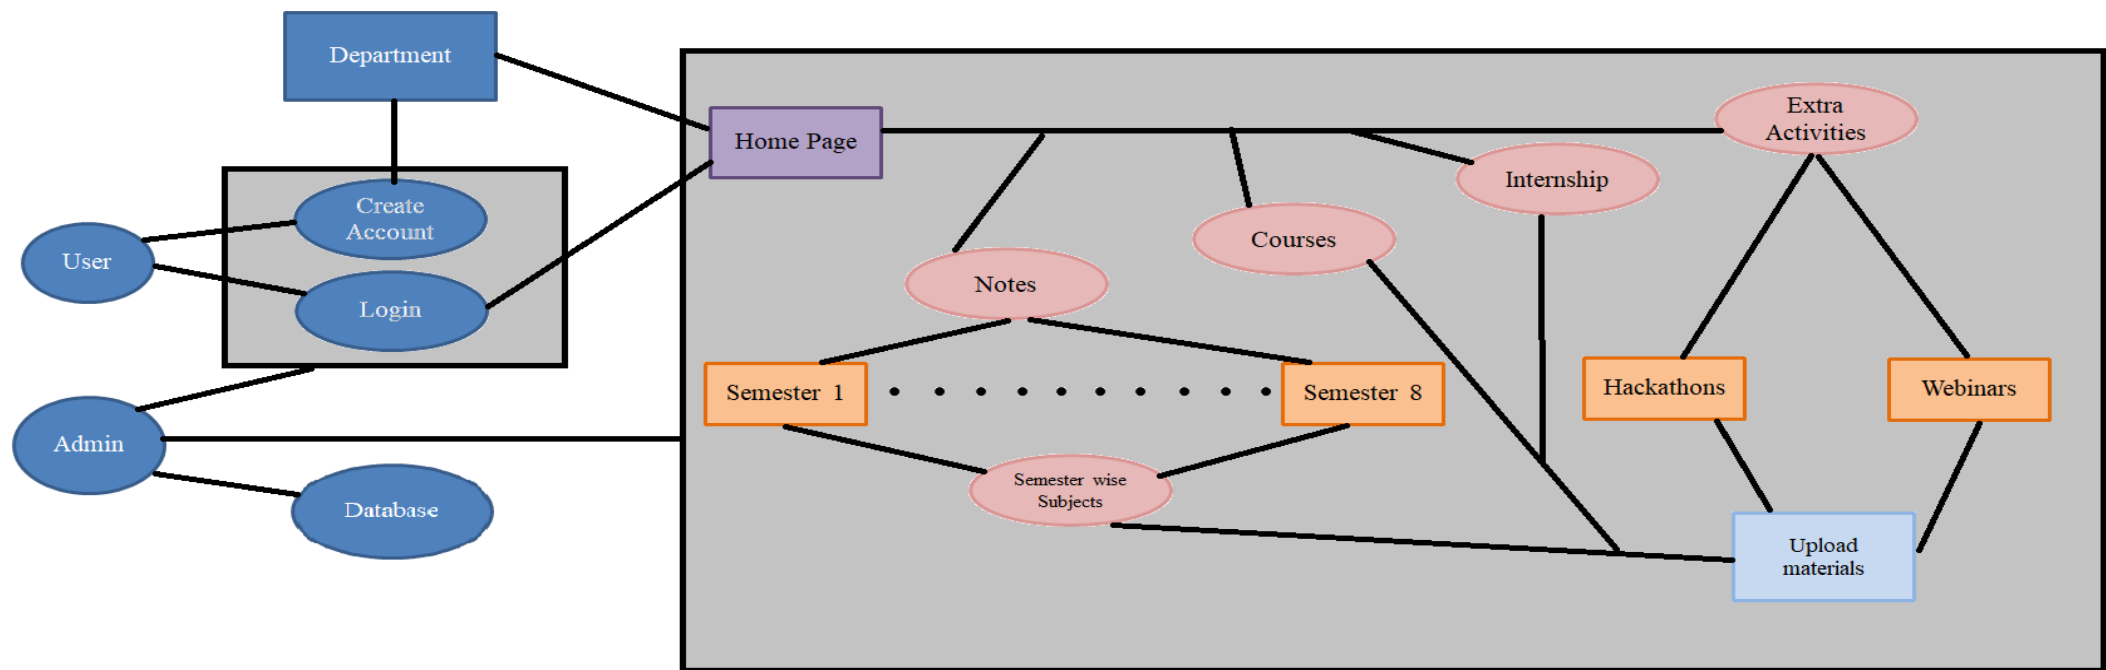 Department
Home Page
Extra
Activities
Create
Account
Internship
User
Courses
Login
Notes
Semester 1
Semester 8
Hackathons
Webinars
Admin
Semester wise
Subjects
Database
Upload
materials